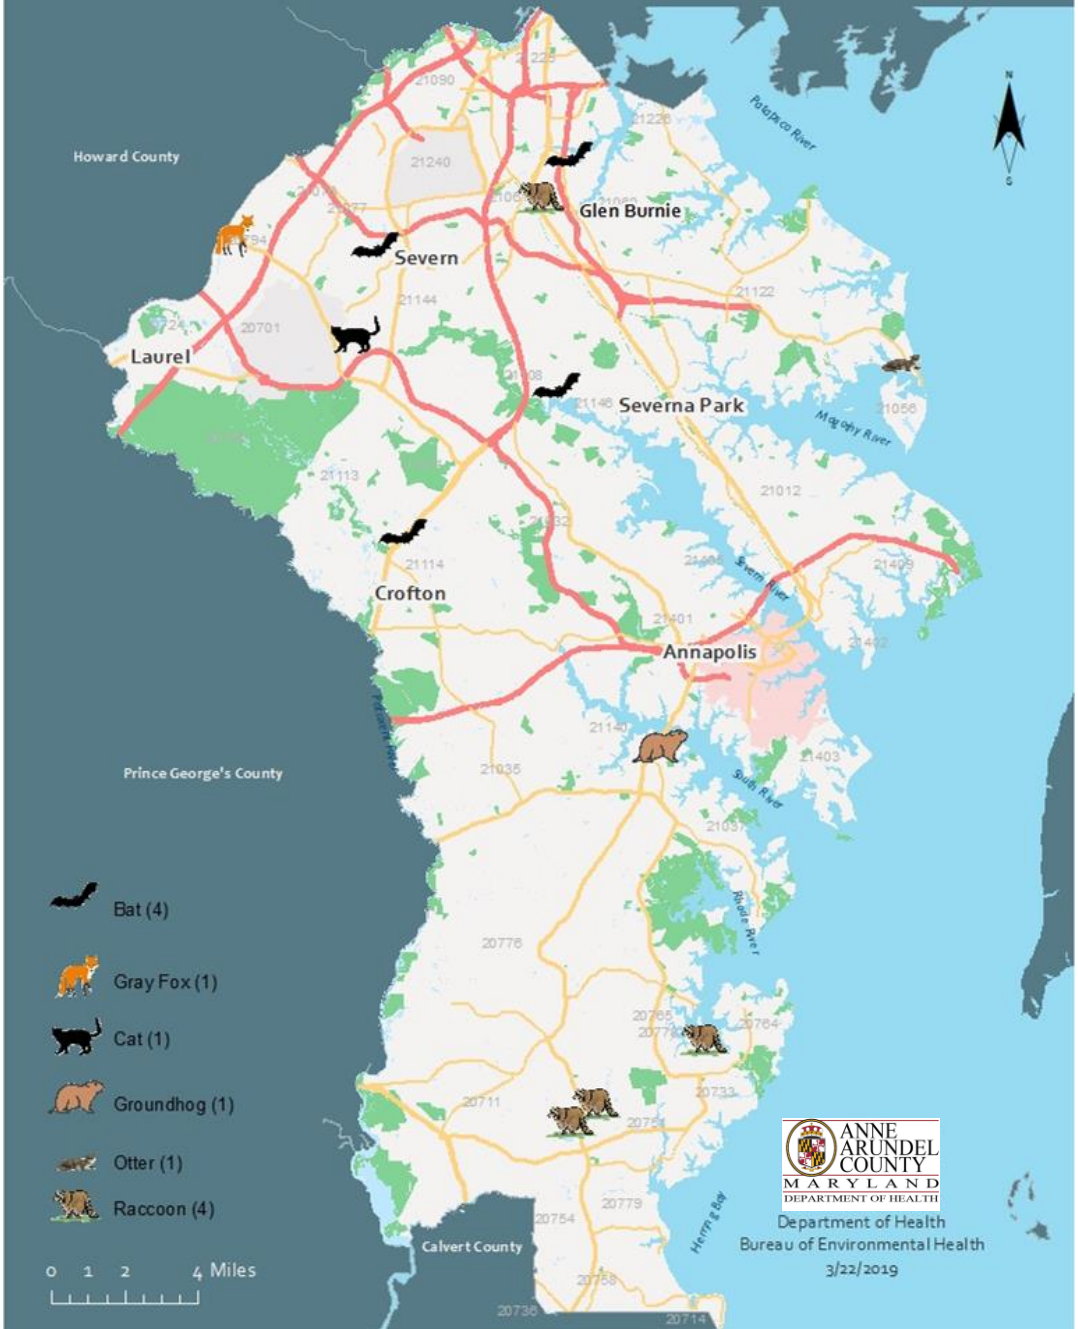 N
S
Patapsco River
Howard County
21090
21226
21240
Glen Burnie
Severn
21144
21122
20701
Laurel
21146
Severna Park
21056
Magothy River
21113
21012
21114
Crofton
Severn River
21409
21401
Annapolis
21140
21403
21035
South River
Prince George's County
21037
Rhode River
20776
Bat (4)
Gray Fox (1)
Cat (1)
Groundhog (1)
Otter (1)
Raccoon (4)
20765
20764
20733
20711
20751
20779
20754
20758
20736
20714
Herring Bay
Calvert County
0 1 2 4 Miles
ANNE
ARUNDEL
COUNTY
MARYLAND
DEPARTMENT OF HEALTH
Department of Health
Bureau of Environmental Health
3/22/2019